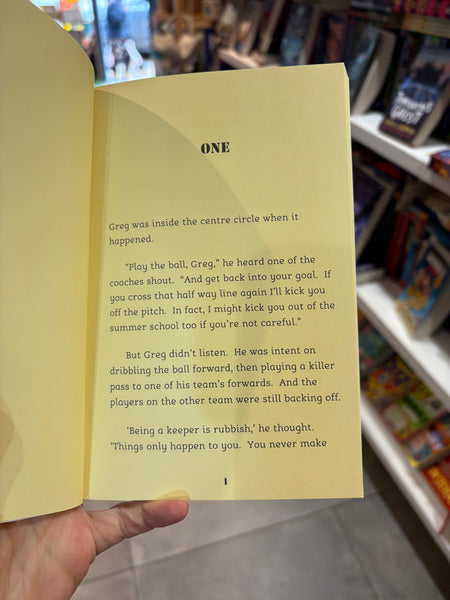 ONE
Greg was inside the centre circle when it
happened.
“Play the ball, Greg,” he heard one of the
coaches shout.  “And get back into your goal.  If
you cross that half way line again I’ll kick you
off the pitch.  In fact, I might kick you out of the
summer school too if you’re not careful.”
But Greg didn’t listen.  He was intent on
dribbling the ball forward, then playing a killer
pass to one of his team’s forwards.  And the
players on the other team were still backing off.
‘Being a keeper is rubbish,’ he thought.
‘Things only happen to you.  You never make
1